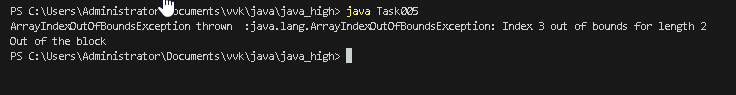 PS C:\Users\Administrator\Documents\vvk\java\java_high> java Task005
ArrayIndexOutOfBoundsException thrown  :java.lang.ArrayIndexOutOfBoundsException: Index 3 out of bounds for length 2
Out of the block
PS C:\Users\Administrator\Documents\vvk\java\java_high>